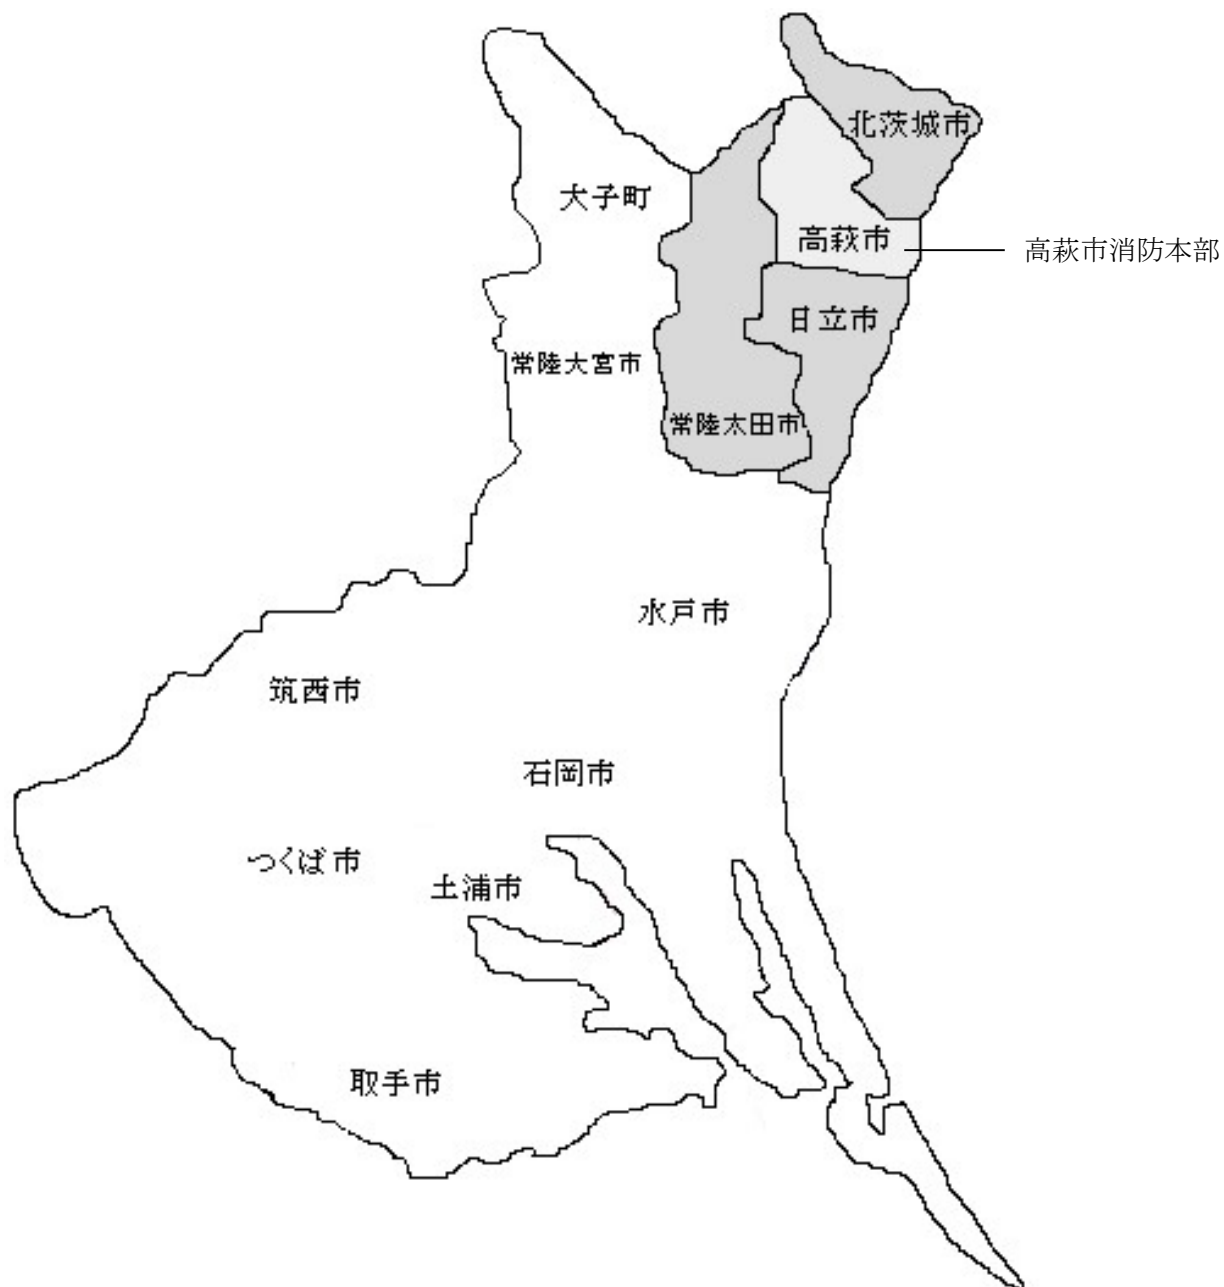 北茨城市
大子町
高萩市
高萩市消防本部
日立市
常陸大宮市
常陸太田市
水戸市
筑西市
石岡市
つくば市
土浦市
取手市